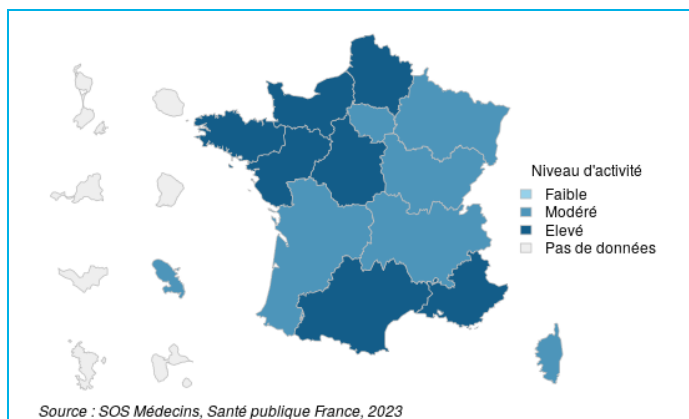 Niveau d'activité
Faible
Modéré
Elevé
Pas de données
Source : SOS Médecins, Santé publique France, 2023